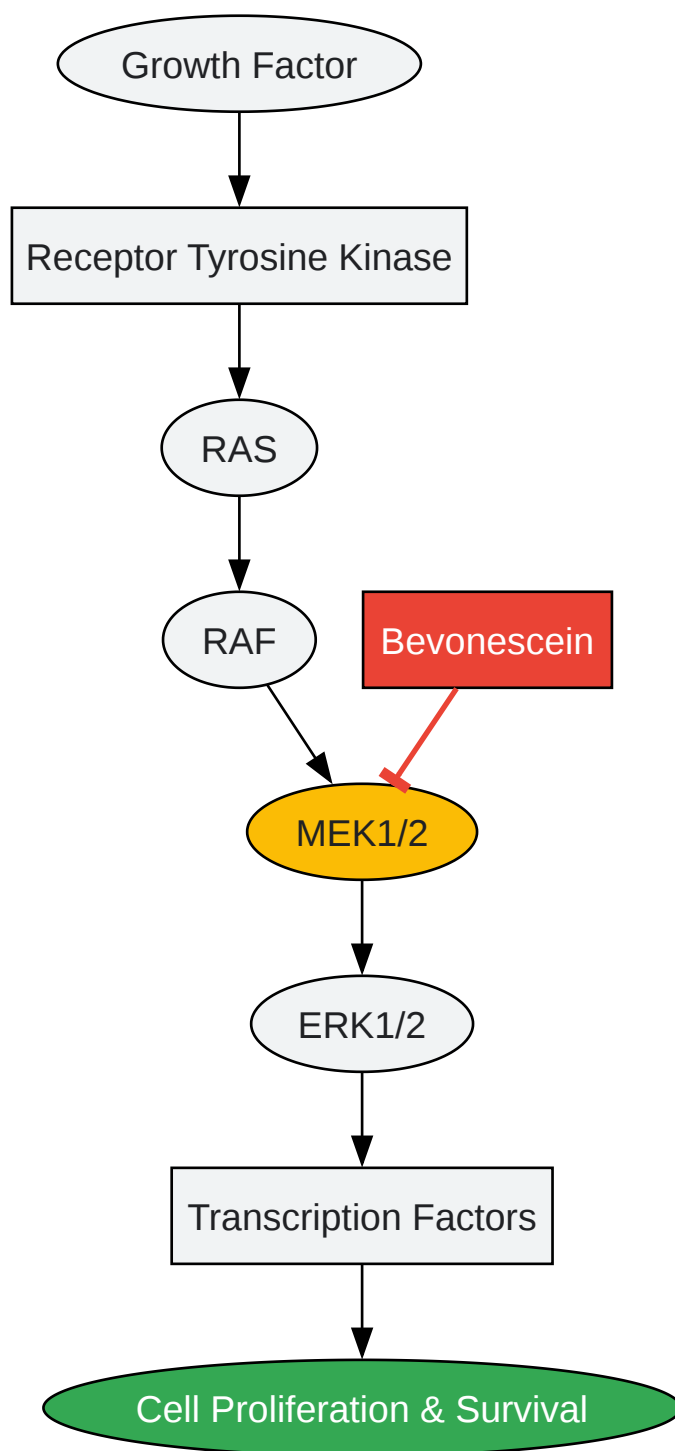 Growth Factor
Receptor Tyrosine Kinase
RAS
RAF
Bevonescein
MEK1/2
ERK1/2
Transcription Factors
Cell Proliferation & Survival